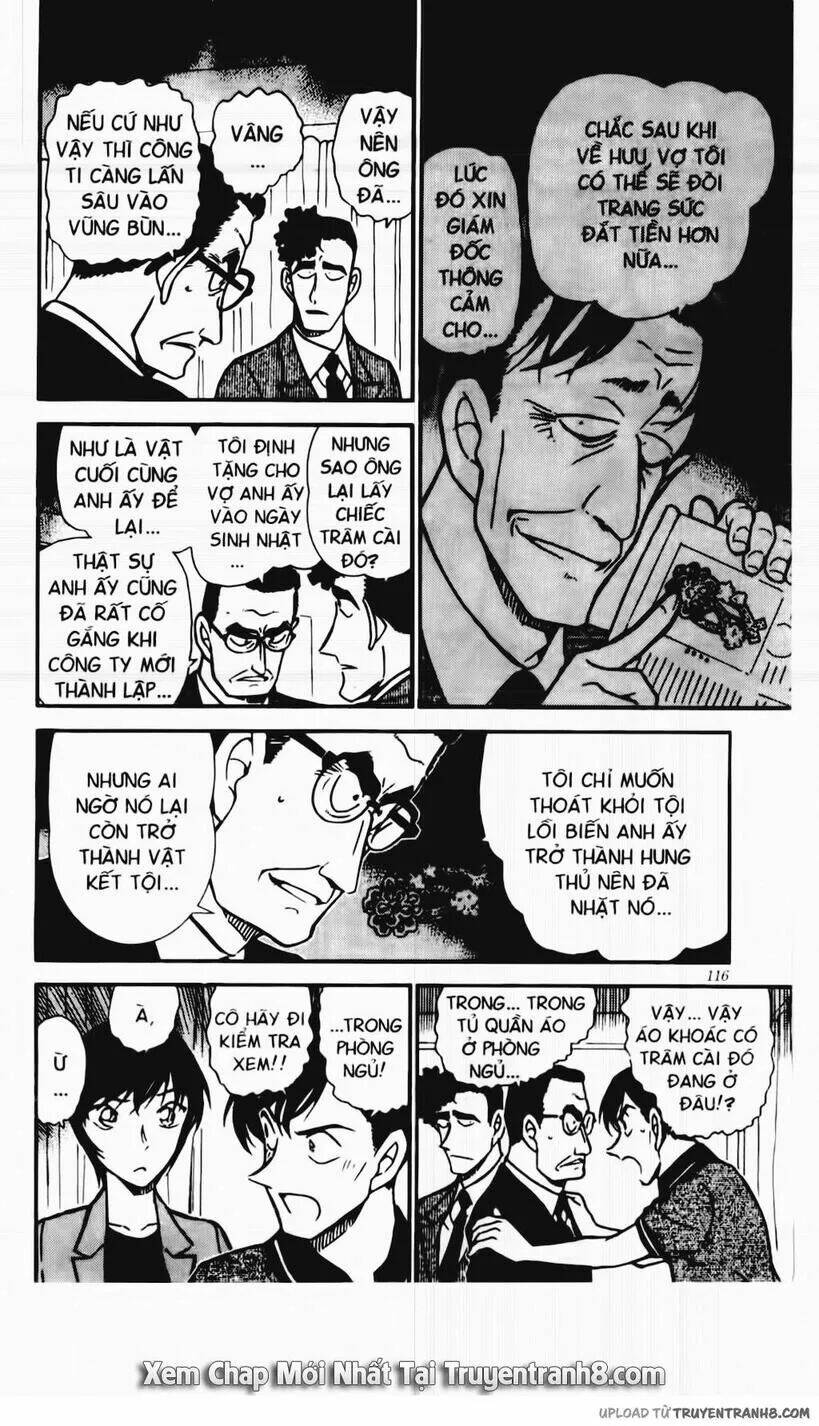 CHẮC SAU KHI
VỀ HƯU, VỢ TÔI
CÓ THỂ SẼ ĐÒI
TRANG SỨC
ĐẮT TIỀN HƠN
NỮA...
LÚC
ĐÓ XIN
GIÁM
ĐỐC
THÔNG
CẢM
CHO...
VẬY
NÊN
ÔNG
ĐÃ...
VÂNG
...
NẾU CỨ NHƯ
VẬY THÌ CÔNG
TI CÀNG LẤN
SÂU VÀO
VŨNG BÙN...
NHƯNG
SAO ÔNG
LẠI LẤY
CHIẾC
TRÂM CÀI
ĐÓ?
TÔI ĐỊNH
TẶNG CHO
VỢ ANH ẤY
VÀO NGÀY
SINH NHẬT
...
NHƯ LÀ VẬT
CUỐI CÙNG
ANH ẤY ĐỂ
LẠI...
THẬT SỰ
ANH ẤY CŨNG
ĐÃ RẤT CỐ
GẮNG KHI
CÔNG TY MỚI
THÀNH LẬP...
TÔI CHỈ MUỐN
THOÁT KHỎI TỘI
LỖI BIẾN ANH ẤY
TRỞ THÀNH HUNG
THỦ NÊN ĐÃ
NHẶT NÓ...
NHƯNG AI
NGỜ NÓ LẠI
CÒN TRỞ
THÀNH VẬT
KẾT TỘI...
116
VẬY... VẬY
ÁO KHOÁC CÓ
TRÂM CÀI ĐÓ
ĐANG Ở
ĐÂU!?
TRONG... TRONG
TỦ QUẦN ÁO
Ở PHÒNG
NGỦ...
...TRONG
PHÒNG
NGỦ!
CÔ HÃY ĐI
KIỂM TRA
XEM!!
À,
Ừ
...
Xem Chap Mới Nhất Tại Truyentranh8.com
UPLOAD TỪ TRUYENTRANH8.COM